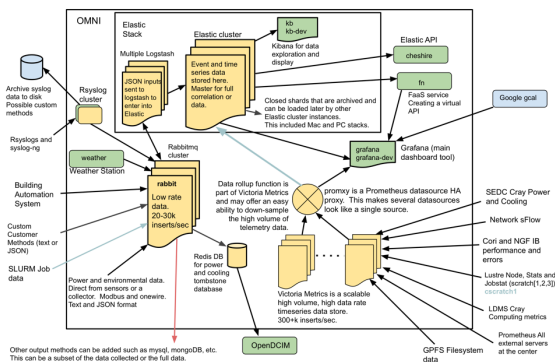 OMNI
Elastic
Stack
Elastic cluster
kb
kb-dev
Kibana for data
exploration and
display
Elastic API
cheshire
Multiple Logstash
JSON inputs
sent to
logstash to
enter into
Elastic
Event and time
series data
stored here.
Master for full
correlation or data.
fn
FaaS service
Creating a virtual
API
Archive syslog
data to disk
Possible
custom
methods
Rsyslog
cluster
Closed shards that are archived and can
be loaded later by other
Elastic cluster instances.
This included Mac and PC stacks.
Google gcal
Rsyslogs and
syslog-ng
Rabbitmq
cluster
grafana
grafana-dev
Grafana (main
dashboard tool)
weather
Weather Station
Data rollup function is
part of Victoria Metrics
and may offer an easy
ability to down-sample
the high volume of
telemetry data.
promxy is a Prometheus datasource HA
proxy. This makes several datasources
look like a single source.
Building
Automation
System
rabbit
Low rate
data.
20-30k
inserts/sec
SEDC Cray Power
and Cooling
Network sFlow
Custom
Customer
Methods (text or
JSON)
Redis DB
for power
and cooling
tombstone
database
Cori and NGF IB
performance and
errors
Lustre Node, Stats and
Jobstat (scratch[1,2,3])
cscratch1
SLURM Job
data
Power and environmental data.
Direct from sensors or a
collector. Modbus and onewire.
Text and JSON format
Victoria Metrics is a scalable
high volume, high data rate
timeseries data store.
300+k inserts/sec.
LDMS Cray
Computing metrics
Prometheus All
external servers
at the center
GPFS Filesystem
data
Other output methods can be added such as mysql, mongoDB, etc.
This can be a subset of the data collected or the full data.
OpenDCIM